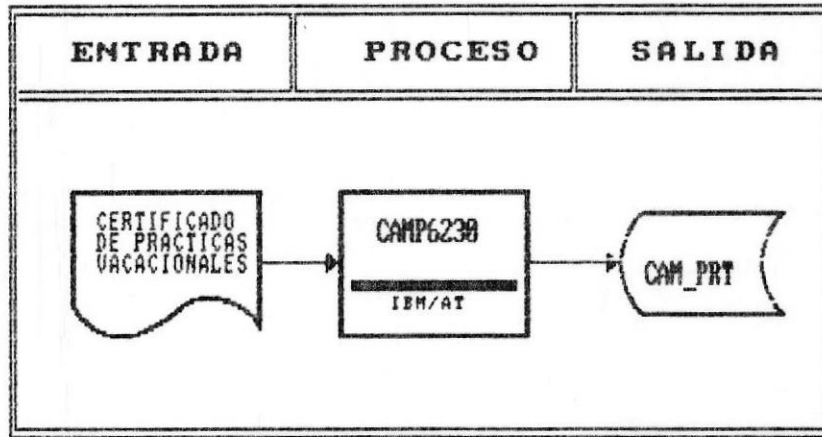 ENTRADA PROCESO SALIDA
CERTIFICADO
DE PRACTICAS
VACACIONALES
CAMP6230
IBM/AT
CAM_PRT